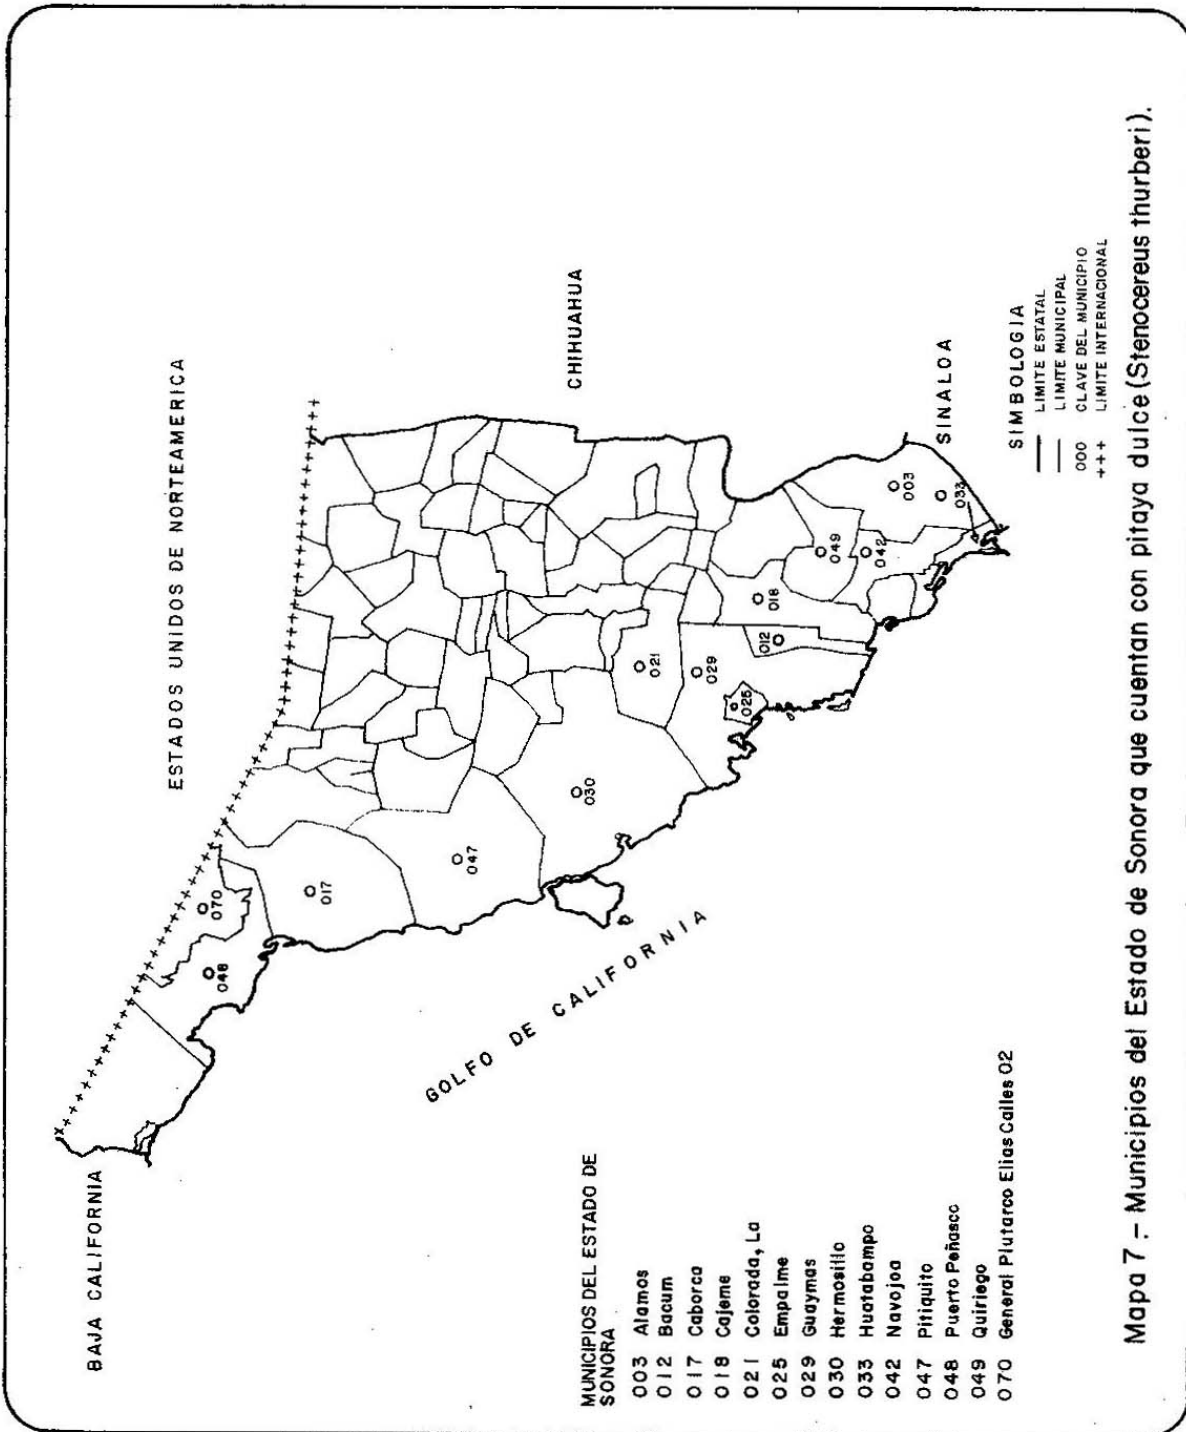 ESTADOS UNIDOS DE NORTEAMERICA
BAJA CALIFORNIA
CHIHUAHUA
SINALOA
GOLFO DE CALIFORNIA
070
048
017
047
030
021
029
025
012
018
049
042
003
033
MUNICIPIOS DEL ESTADO DE
SONORA
003 Alamos
012 Bacum
017 Caborca
018 Cajeme
021 Colorada, La
025 Empalme
029 Guaymas
030 Hermosillo
033 Huatabampo
042 Navojoa
047 Pitiquito
048 Puerto Peñasco
049 Quiriego
070 General Plutarco Elias Calles 02
SIMBOLOGIA
LIMITE ESTATAL
LIMITE MUNICIPAL
000 CLAVE DEL MUNICIPIO
+++ LIMITE INTERNACIONAL
Mapa 7.- Municipios del Estado de Sonora que cuentan con pitaya dulce (Stenocereus thurberi).